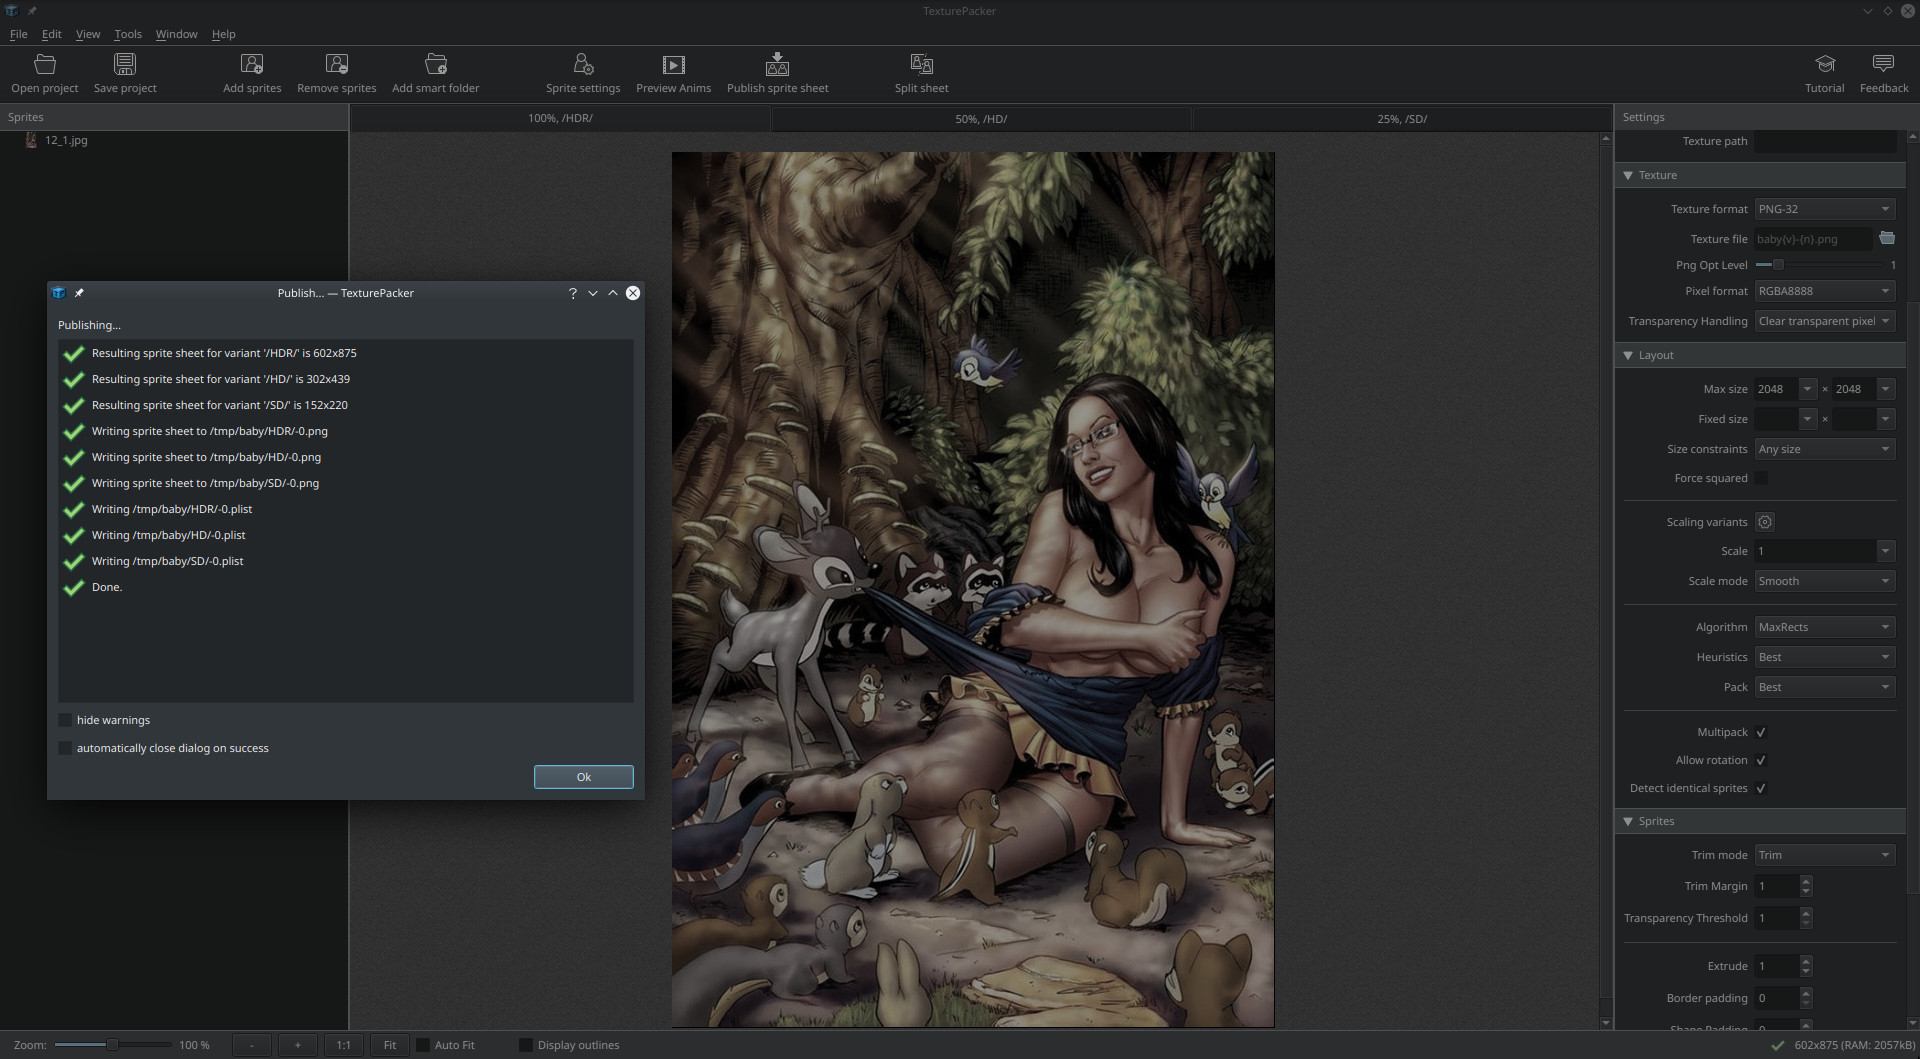 TexturePacker
File Edit View Tools Window Help
Open project Save project Add sprites Remove sprites Add smart folder Sprite settings Preview Anims Publish sprite sheet Split sheet Tutorial Feedback
Sprites
12_1.jpg
100%, /HDR/ 50%, /HD/ 25%, /SD/
Publish... — TexturePacker
Publishing...
Resulting sprite sheet for variant '/HDR/' is 602x875
Resulting sprite sheet for variant '/HD/' is 302x439
Resulting sprite sheet for variant '/SD/' is 152x220
Writing sprite sheet to /tmp/baby/HDR/-0.png
Writing sprite sheet to /tmp/baby/HD/-0.png
Writing sprite sheet to /tmp/baby/SD/-0.png
Writing /tmp/baby/HDR/-0.plist
Writing /tmp/baby/HD/-0.plist
Writing /tmp/baby/SD/-0.plist
Done.
hide warnings
automatically close dialog on success
Ok
Settings
Texture path
Texture
Texture format PNG-32
Texture file baby{v}-{n}.png
Png Opt Level 1
Pixel format RGBA8888
Transparency Handling Clear transparent pixel
Layout
Max size 2048 × 2048
Fixed size ×
Size constraints Any size
Force squared
Scaling variants
Scale 1
Scale mode Smooth
Algorithm MaxRects
Heuristics Best
Pack Best
Multipack
Allow rotation
Detect identical sprites
Sprites
Trim mode Trim
Trim Margin 1
Transparency Threshold 1
Extrude 1
Border padding 0
Shape Padding 0
Zoom: 100 % - + 1:1 Fit Auto Fit Display outlines 602x875 (RAM: 2057kB)